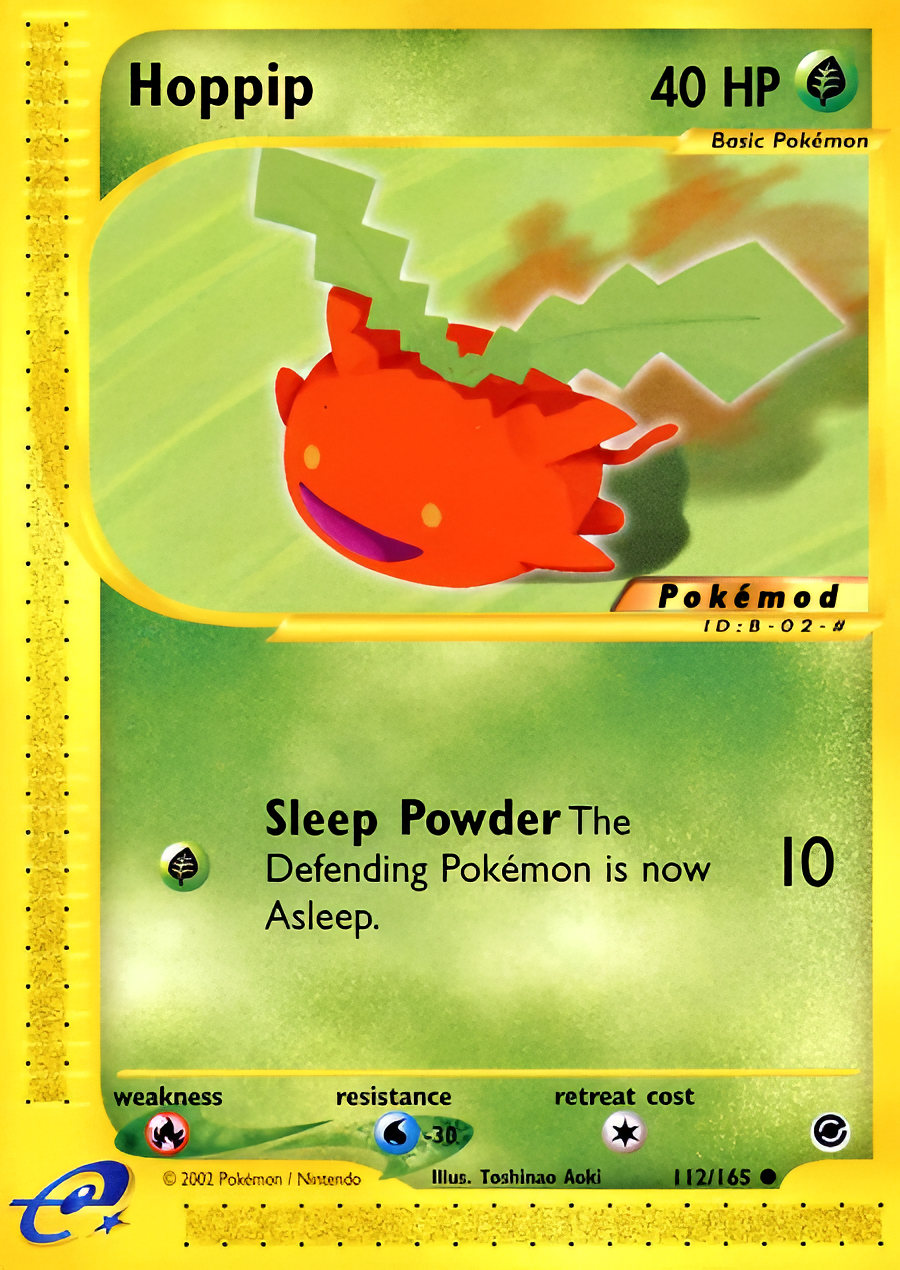 Hoppip
40 HP
Basic Pokémon
Pokémod
ID:B-02-#
Sleep Powder The
Defending Pokémon is now
Asleep.
10
weakness
resistance
retreat cost
-30
© 2002 Pokémon / Nintendo
Illus. Toshinao Aoki
112/165 ●